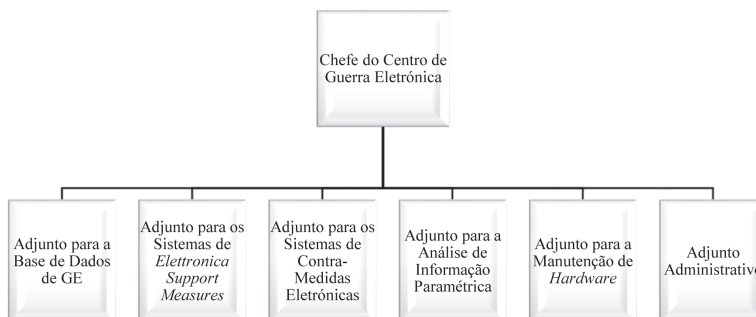 Chefe do Centro de
Guerra Eletrónica
Adjunto para a
Base de Dados
de GE
Adjunto para os
Sistemas de
Elettronica
Support
Measures
Adjunto para os
Sistemas de
Contra-
Medidas
Eletrónicas
Adjunto para a
Análise de
Informação
Paramétrica
Adjunto para a
Manutenção de
Hardware
Adjunto
Administrativo